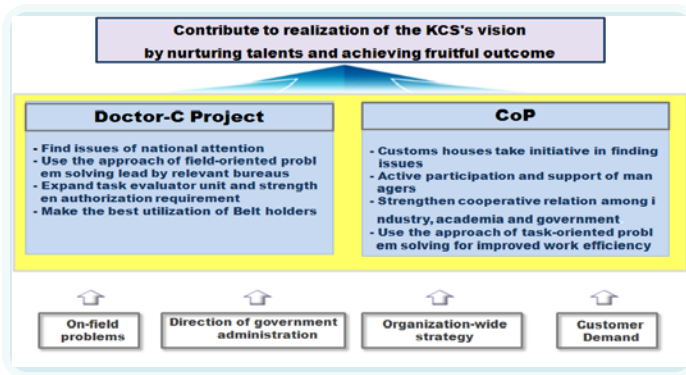 Contribute to realization of the KCS's vision
by nurturing talents and achieving fruitful outcome
Doctor-C Project
- Find issues of national attention
- Use the approach of field-oriented probl
em solving lead by relevant bureaus
- Expand task evaluator unit and strength
en authorization requirement
- Make the best utilization of Belt holders
CoP
- Customs houses take initiative in finding
issues
- Active participation and support of man
agers
- Strengthen cooperative relation among i
ndustry, academia and government
- Use the approach of task-oriented probl
em solving for improved work efficiency
On-field
problems
Direction of government
administration
Organization-wide
strategy
Customer
Demand